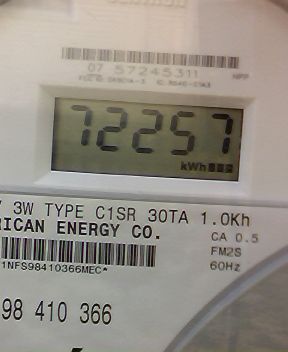 07 57245311
72257
kWh
3W TYPE C1SR 30TA 1.0Kh
RICAN ENERGY CO.
CA 0.5
1NFS98410366MEC*
FM2S
60Hz
98 410 366